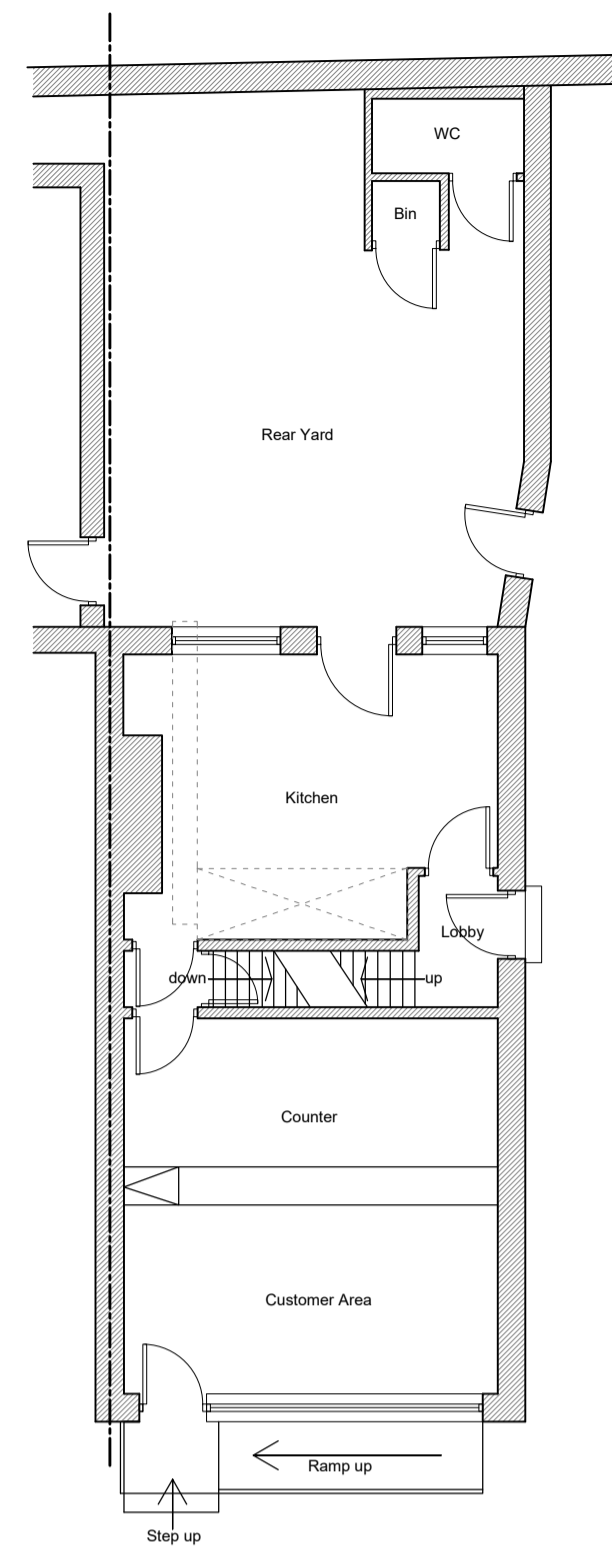 WC
Bin
Rear Yard
Kitchen
Lobby
down
up
Counter
Customer Area
Ramp up
Step up